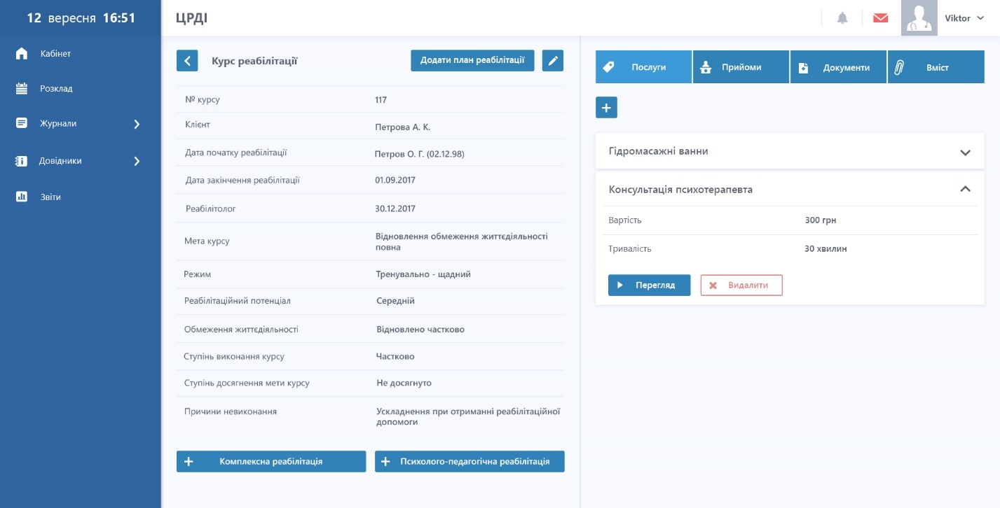 12 вересня 16:51
ЦРДІ
Viktor
Кабінет
Розклад
Журнали
Довідники
Звіти
Курс реабілітації
Додати план реабілітації
№ курсу 117
Клієнт Петрова А. К.
Дата початку реабілітації Петров О. Г. (02.12.98)
Дата закінчення реабілітації 01.09.2017
Реабілітолог 30.12.2017
Мета курсу Відновлення обмеження життєдіяльності
повна
Режим Тренувально - щадний
Реабілітаційний потенціал Середній
Обмеження життєдіяльності Відновлено частково
Ступінь виконання курсу Частково
Ступінь досягнення мети курсу Не досягнуто
Причини невиконання Ускладнення при отриманні реабілітаційної
допомоги
Комплексна реабілітація
Психолого-педагогічна реабілітація
Послуги
Прийоми
Документи
Вміст
Гідромасажні ванни
Консультація психотерапевта
Вартість 300 грн
Тривалість 30 хвилин
Перегляд
Видалити